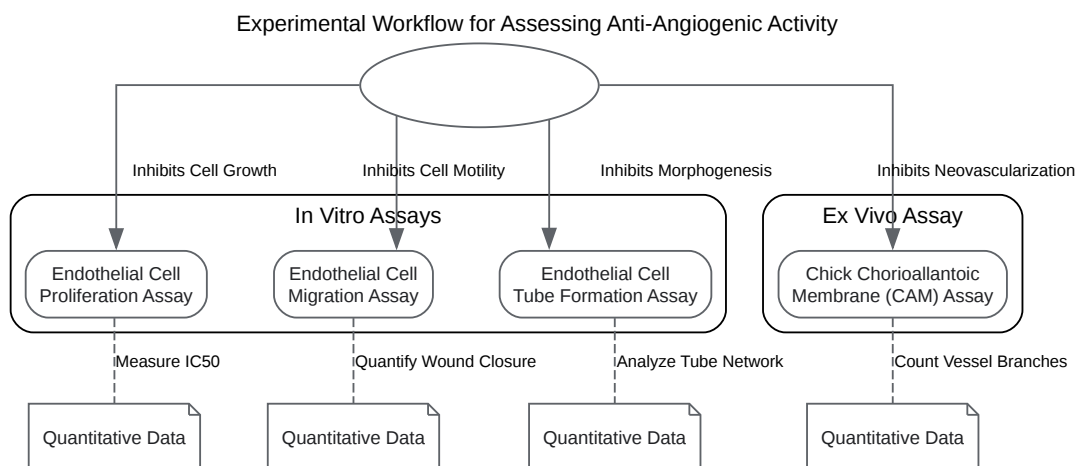 Experimental Workflow for Assessing Anti-Angiogenic Activity
Inhibits Cell Growth
Inhibits Cell Motility
Inhibits Morphogenesis
Inhibits Neovascularization
In Vitro Assays
Ex Vivo Assay
Endothelial Cell
Proliferation Assay
Endothelial Cell
Migration Assay
Endothelial Cell
Tube Formation Assay
Chick Chorioallantoic
Membrane (CAM) Assay
Measure IC50
Quantify Wound Closure
Analyze Tube Network
Count Vessel Branches
Quantitative Data
Quantitative Data
Quantitative Data
Quantitative Data